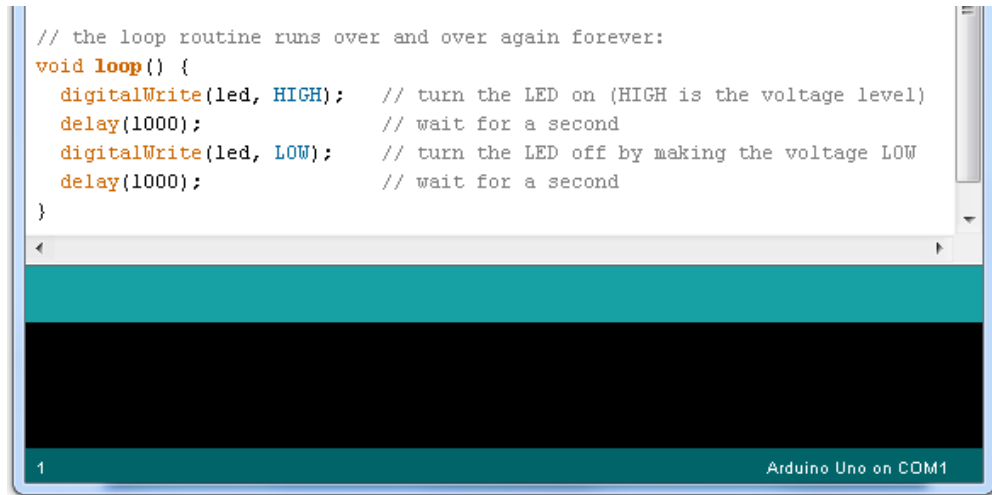 // the loop routine runs over and over again forever:
void loop() {
  digitalWrite(led, HIGH);   // turn the LED on (HIGH is the voltage level)
  delay(1000);               // wait for a second
  digitalWrite(led, LOW);    // turn the LED off by making the voltage LOW
  delay(1000);               // wait for a second
}
1 Arduino Uno on COM1